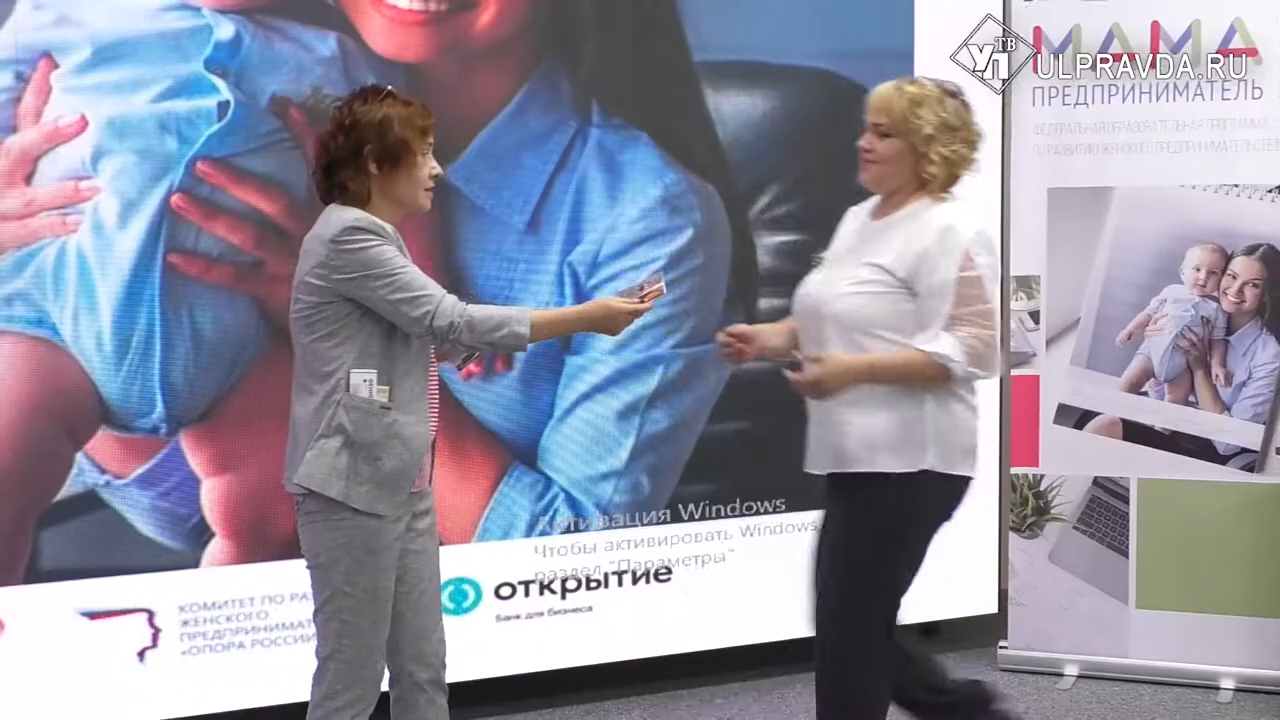 УП ТВ
ULPRAVDA.RU
МАМА
ПРЕДПРИНИМАТЕЛЬ
ФЕДЕРАЛЬНАЯ ОБРАЗОВАТЕЛЬНАЯ ПРОГРАММА
ПО РАЗВИТИЮ ЖЕНСКОГО ПРЕДПРИНИМАТЕЛЬСТВА
Активация Windows
Чтобы активировать Windows,
раздел "Параметры"
КОМИТЕТ ПО РАЗ
ЖЕНСКОГО
ПРЕДПРИНИМАТ
«ОПОРА РОССИИ
открытие
Банк для бизнеса